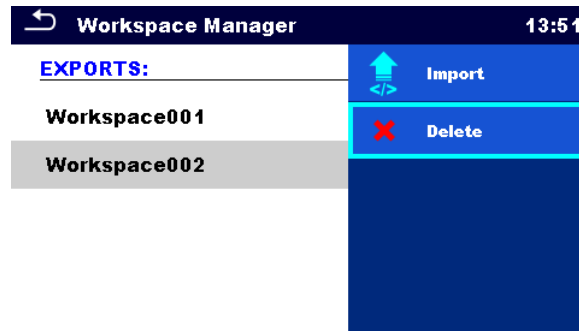 Workspace Manager 13:51
EXPORTS:
Import
</>
Workspace001
Delete
Workspace002